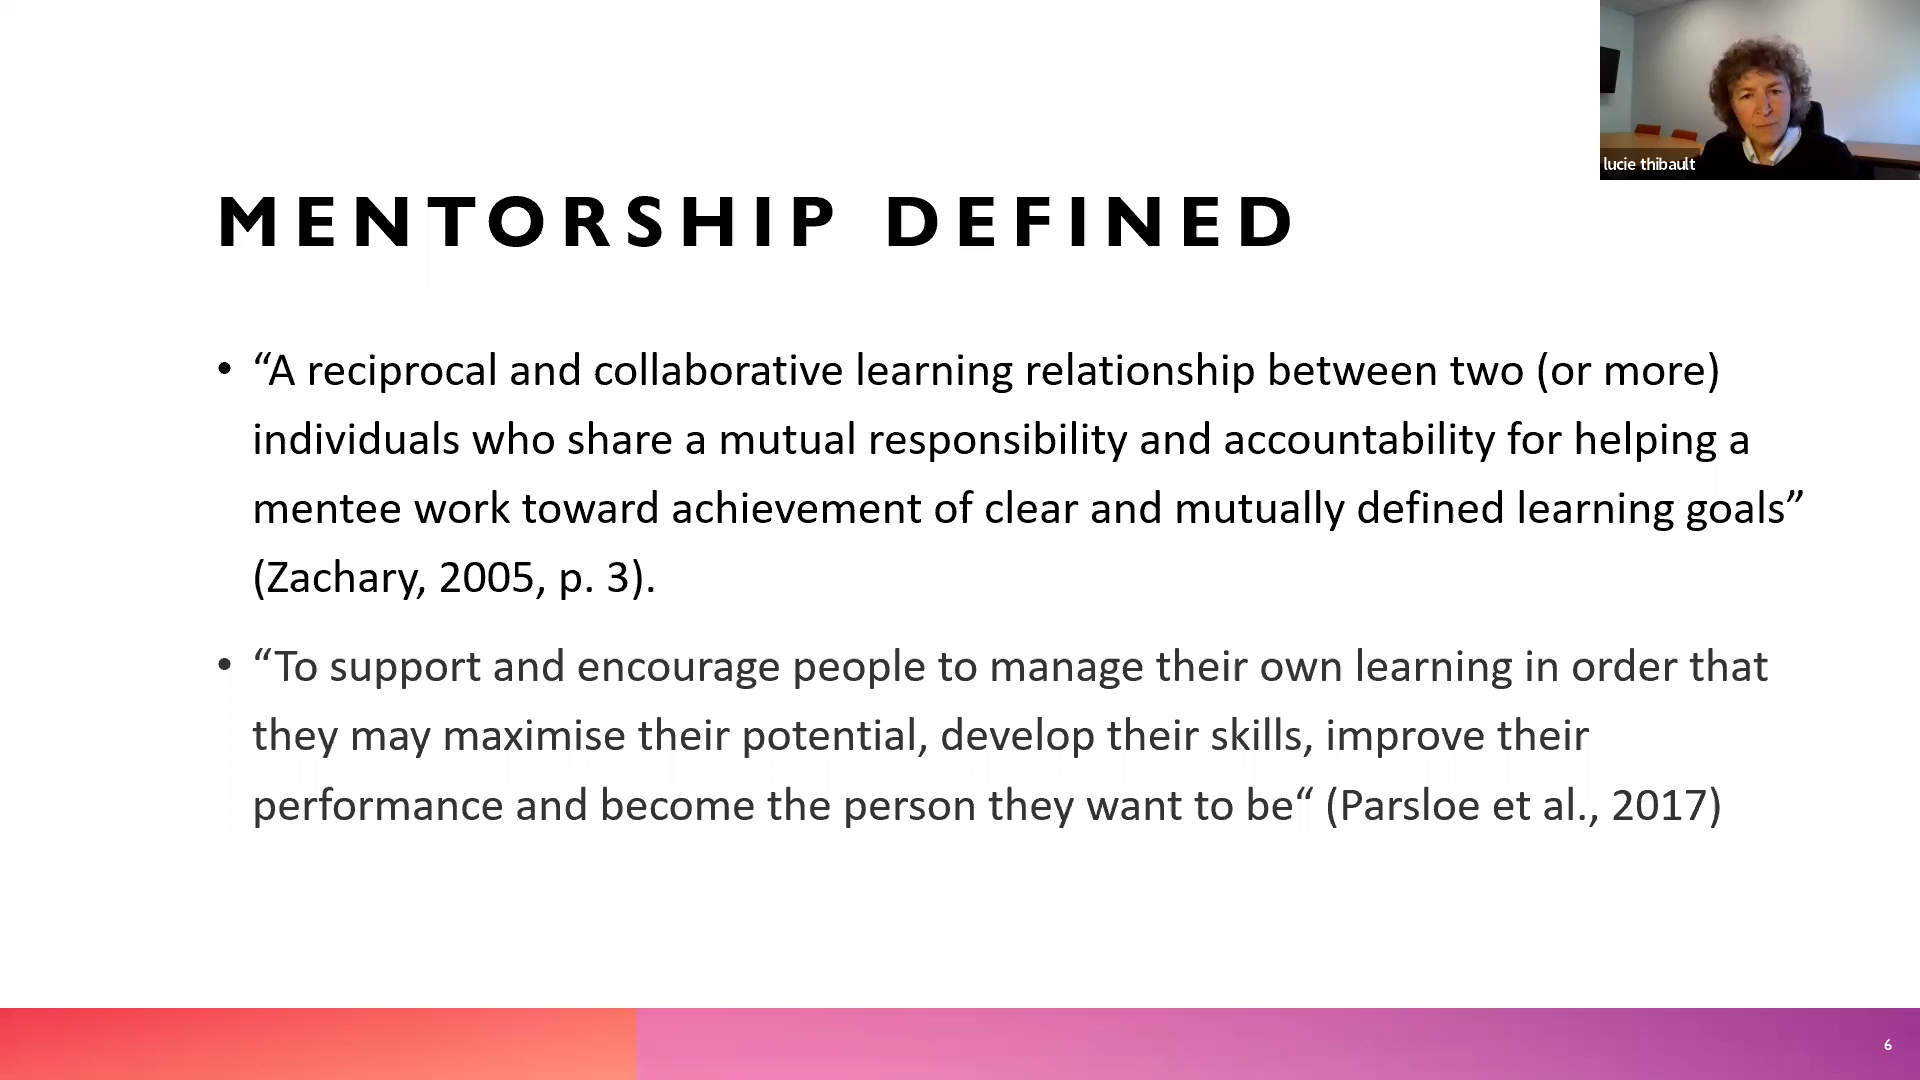 lucie thibault
MENTORSHIP DEFINED
• “A reciprocal and collaborative learning relationship between two (or more)
individuals who share a mutual responsibility and accountability for helping a
mentee work toward achievement of clear and mutually defined learning goals”
(Zachary, 2005, p. 3).
• “To support and encourage people to manage their own learning in order that
they may maximise their potential, develop their skills, improve their
performance and become the person they want to be“ (Parsloe et al., 2017)
6